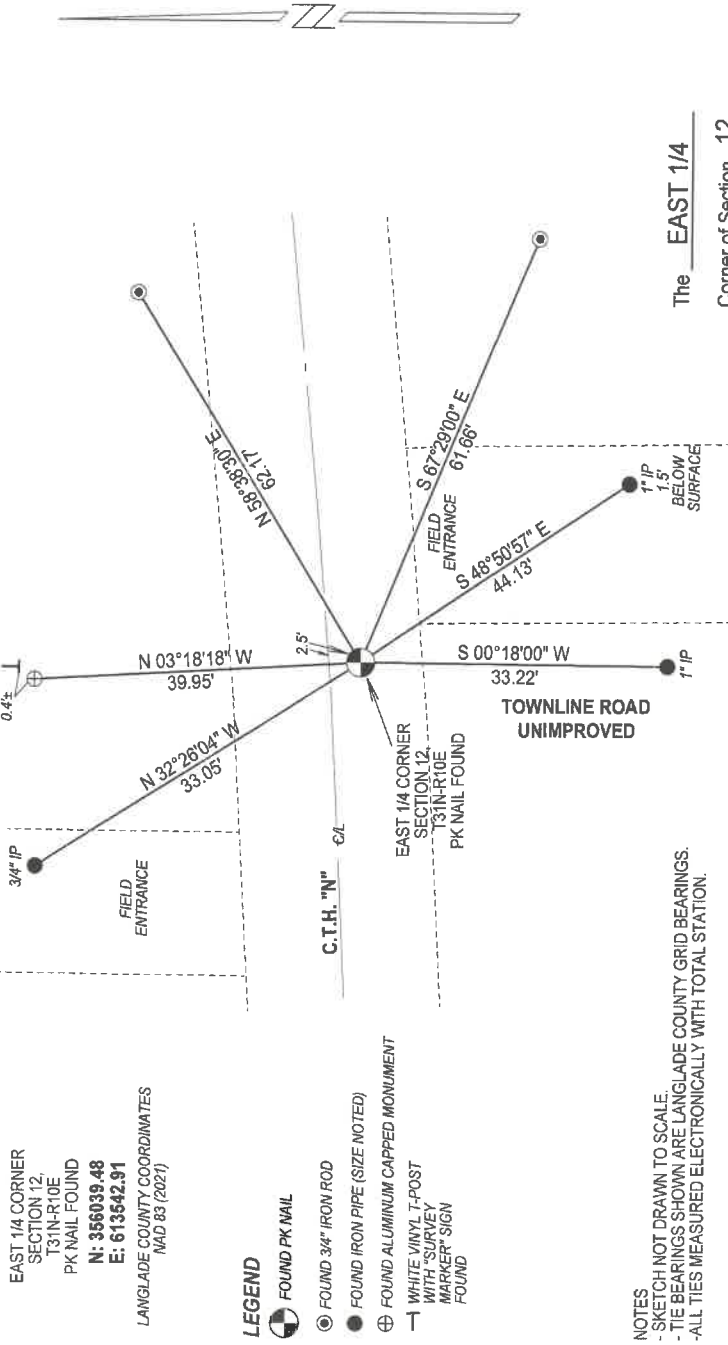 EAST 1/4 CORNER
SECTION 12,
T31N-R10E
PK NAIL FOUND
N: 356039.48
E: 613542.91
LANGLADE COUNTY COORDINATES
NAD 83 (2021)
LEGEND
FOUND PK NAIL
FOUND 3/4" IRON ROD
FOUND IRON PIPE (SIZE NOTED)
FOUND ALUMINUM CAPPED MONUMENT
WHITE VINYL T-POST
WITH "SURVEY
MARKER" SIGN
FOUND
NOTES
- SKETCH NOT DRAWN TO SCALE.
- TIE BEARINGS SHOWN ARE LANGLADE COUNTY GRID BEARINGS.
-ALL TIES MEASURED ELECTRONICALLY WITH TOTAL STATION.
3/4" IP
0.4'±
FIELD
ENTRANCE
N 32°26'04" W
33.05'
N 03°18'18" W
39.95'
N 58°38'30" E
62.17'
2.5'
C.T.H. "N"
C/L
EAST 1/4 CORNER
SECTION 12,
T31N-R10E
PK NAIL FOUND
S 67°29'00" E
61.66'
FIELD
ENTRANCE
S 48°50'57" E
44.13'
1" IP
1.5'
BELOW
SURFACE
S 00°18'00" W
33.22'
1" IP
TOWNLINE ROAD
UNIMPROVED
N
The EAST 1/4
Corner of Section 12